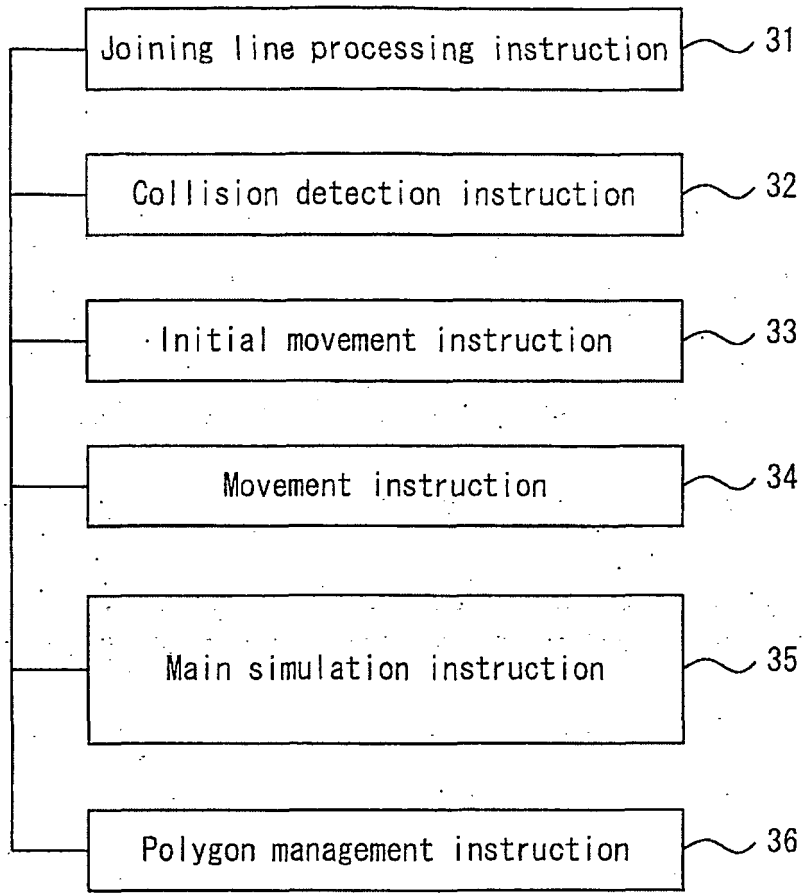 Joining line processing instruction 31
Collision detection instruction 32
Initial movement instruction 33
Movement instruction 34
Main simulation instruction 35
Polygon management instruction 36